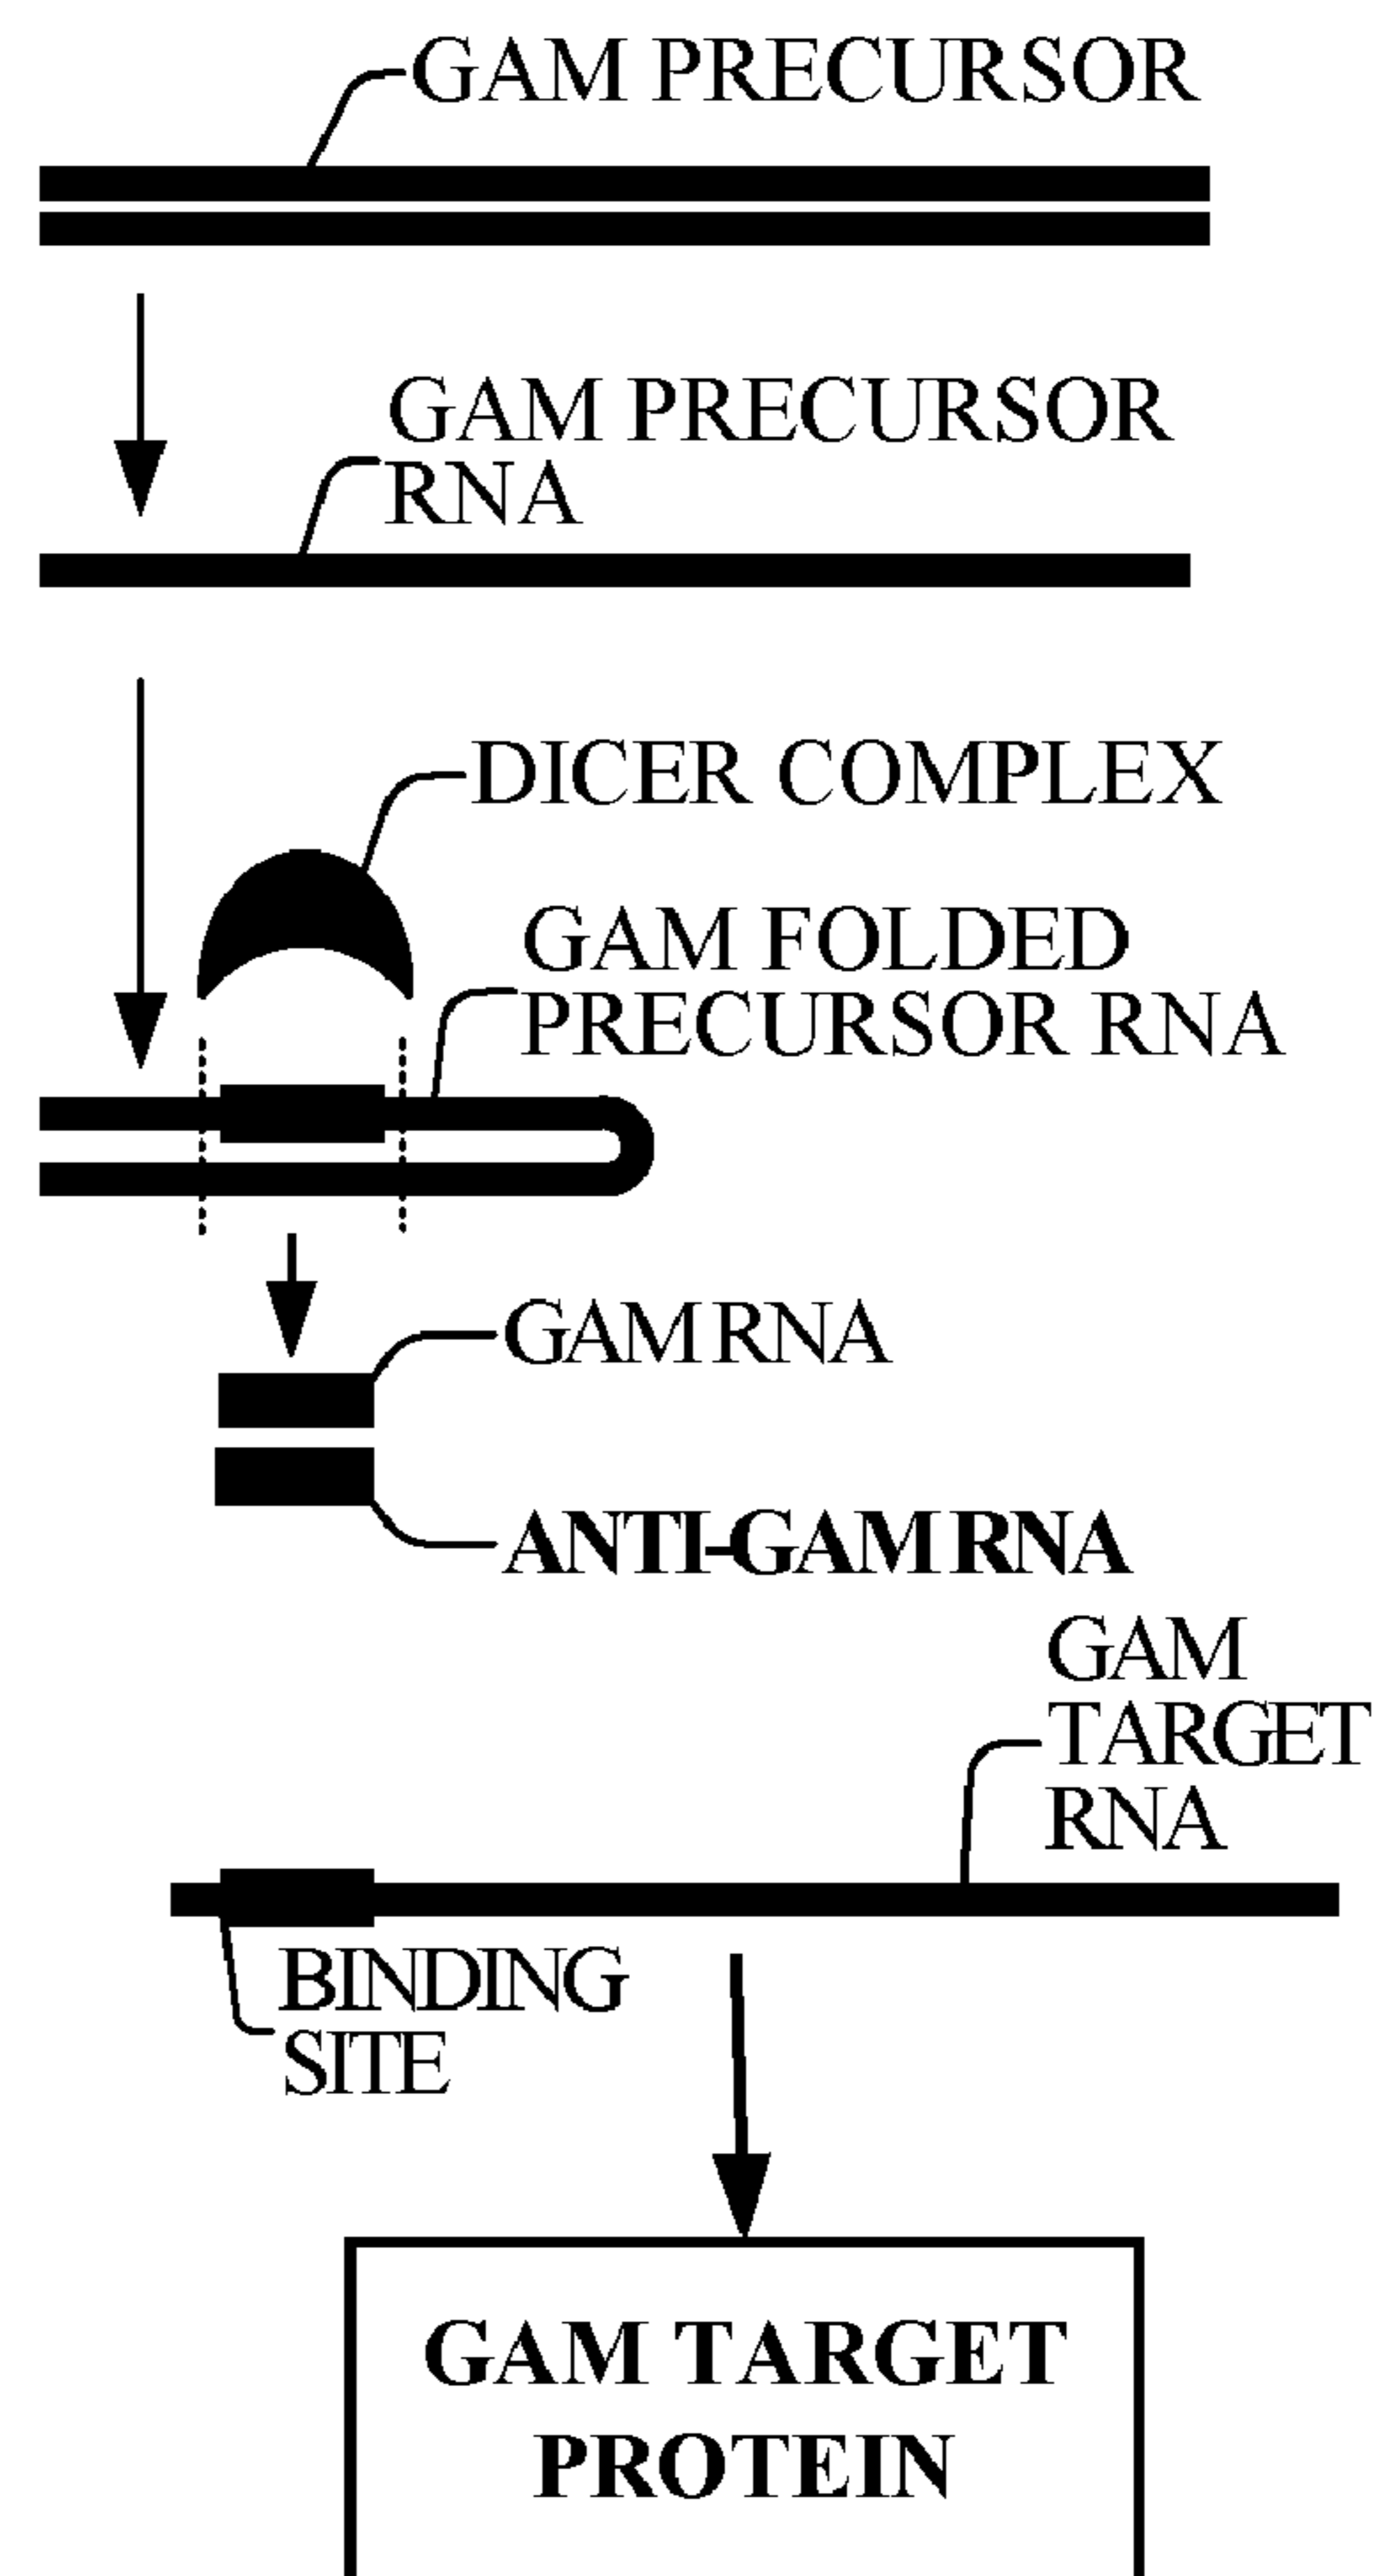 GAM PRECURSOR
GAM PRECURSOR
RNA
DICER COMPLEX
GAM FOLDED
PRECURSOR RNA
GAM RNA
ANTI-GAM RNA
GAM
TARGET
RNA
BINDING
SITE
GAM TARGET
PROTEIN